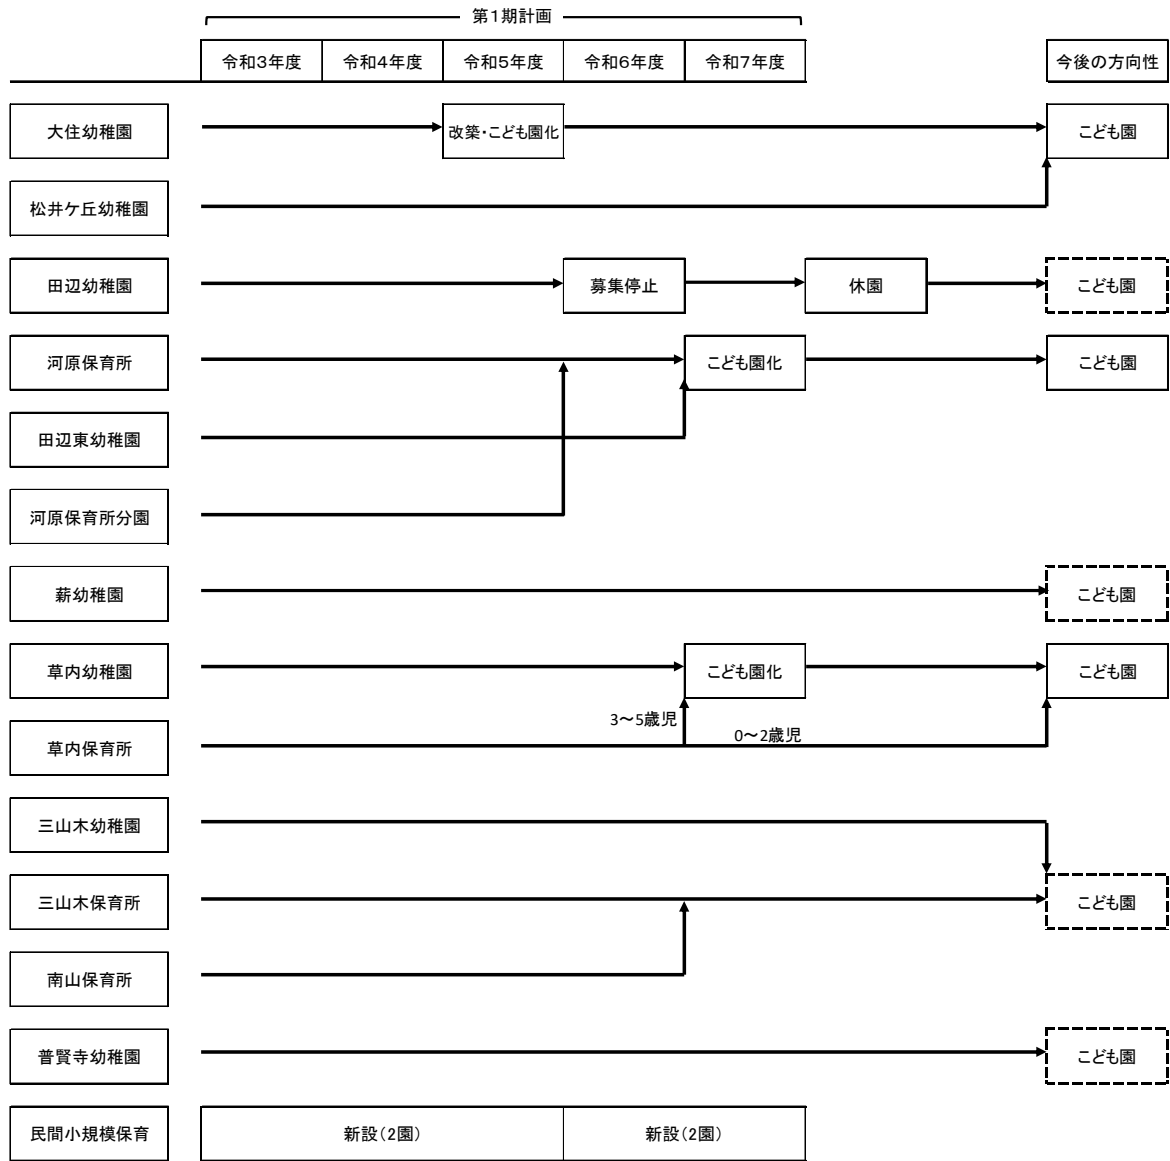 第1期計画
令和3年度 令和4年度 令和5年度 令和6年度 令和7年度 今後の方向性
大住幼稚園 改築・こども園化 こども園
松井ケ丘幼稚園
田辺幼稚園 募集停止 休園 こども園
河原保育所 こども園化 こども園
田辺東幼稚園
河原保育所分園
薪幼稚園 こども園
草内幼稚園 こども園化 こども園
3～5歳児
草内保育所 0～2歳児
三山木幼稚園
三山木保育所 こども園
南山保育所
普賢寺幼稚園 こども園
民間小規模保育 新設(2園) 新設(2園)